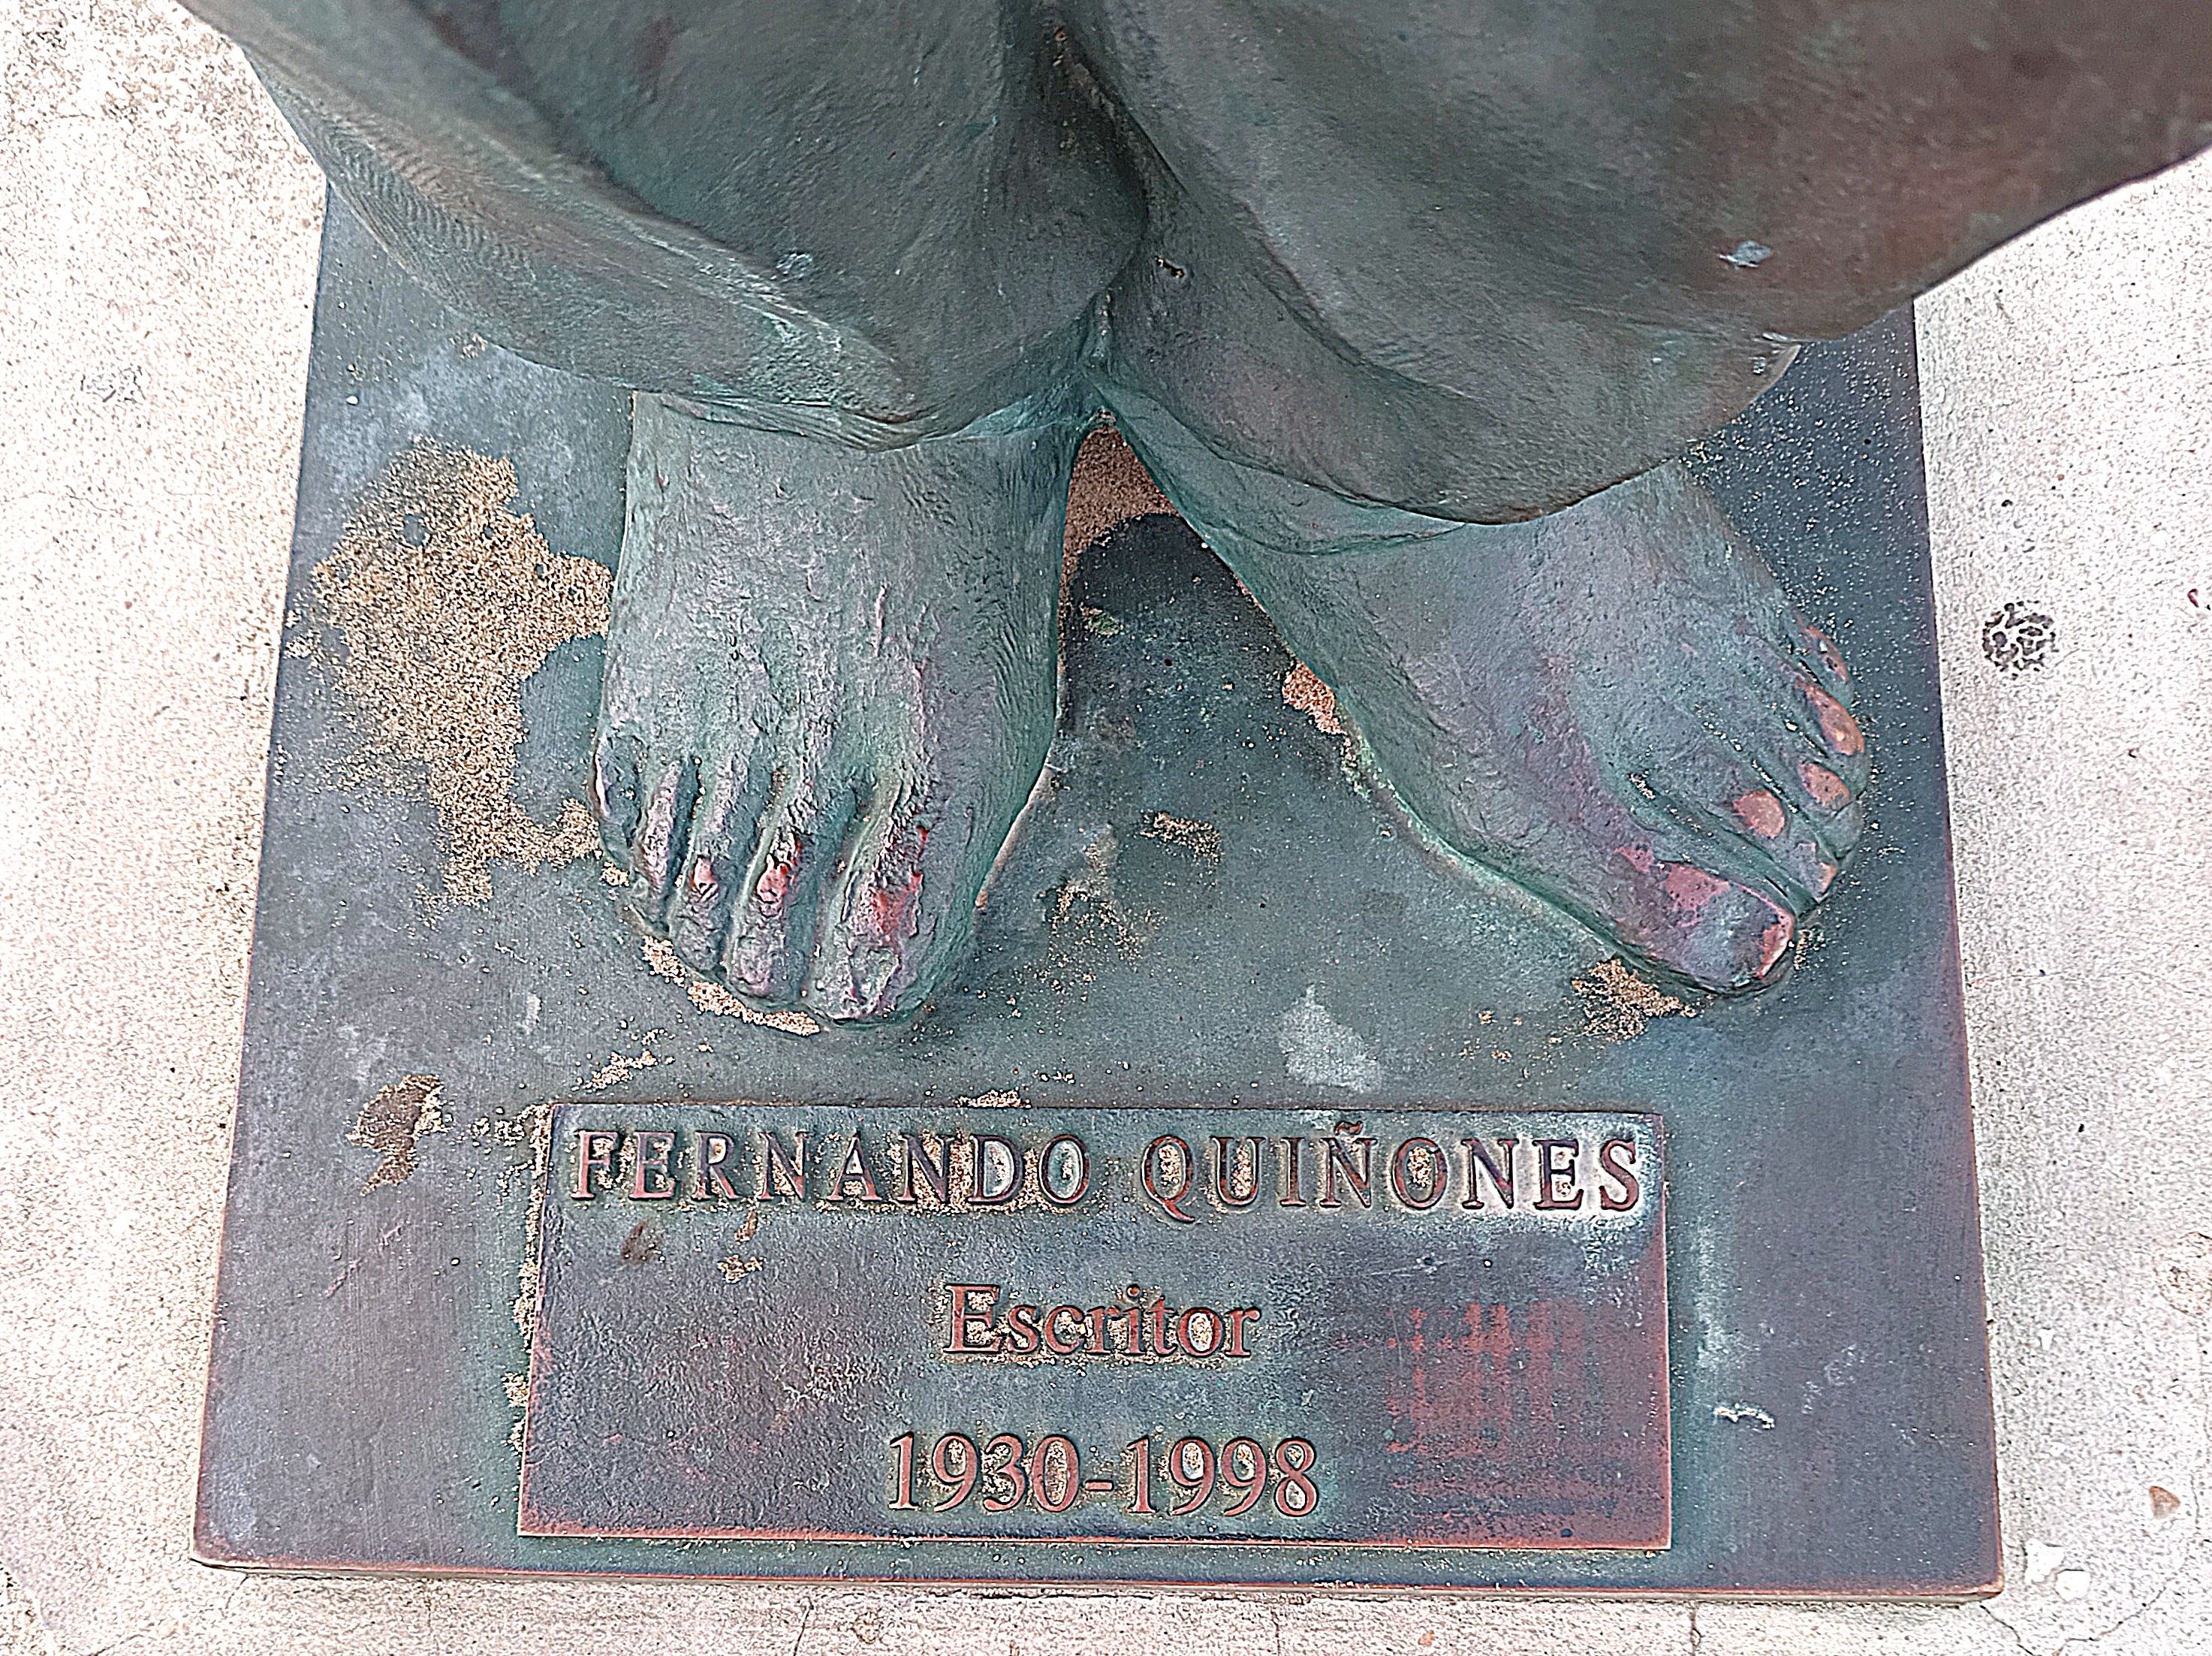 FERNANDO QUIÑONES
Escritor
1930-1998